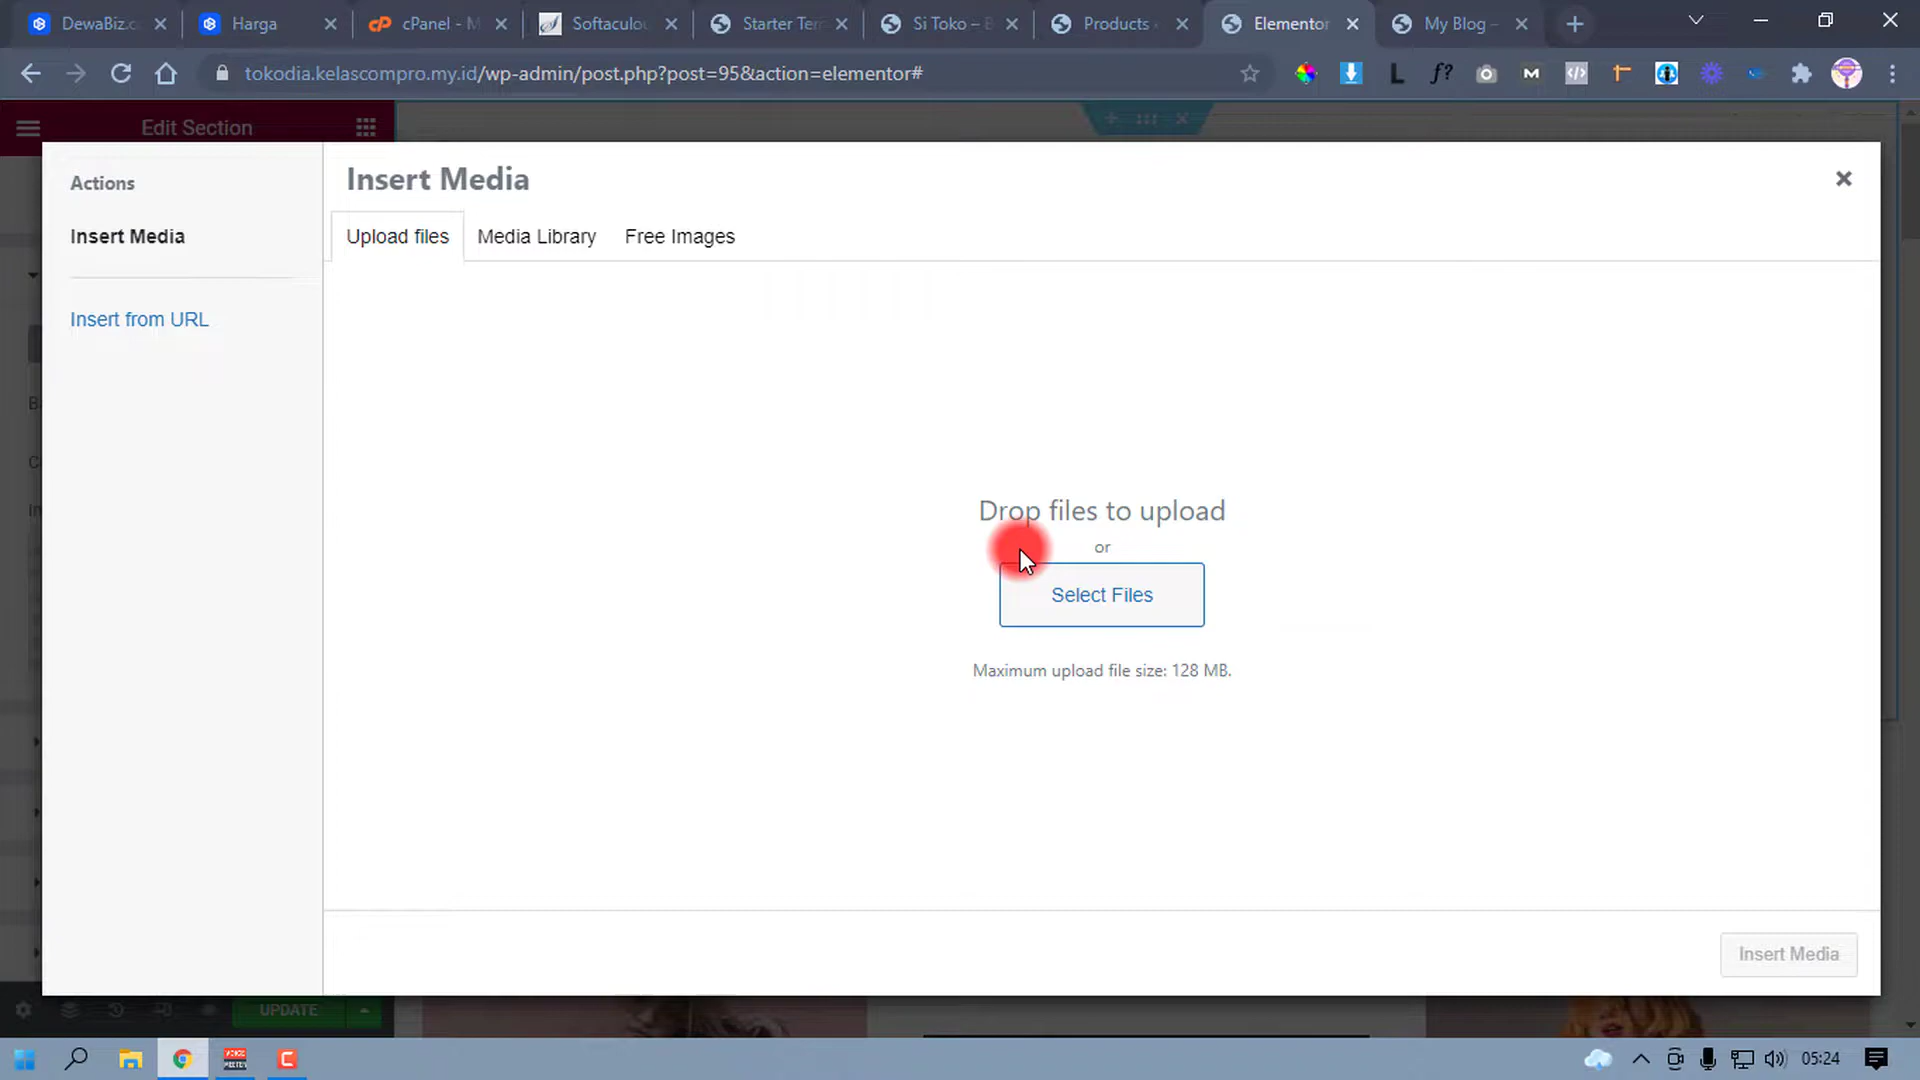 DewaBiz.c
Harga
cPanel - M
Softaculou
Starter Tem
Si Toko – B
Products
Elementor
My Blog –
tokodia.kelascompro.my.id/wp-admin/post.php?post=95&action=elementor#
Edit Section
Actions
Insert Media
Insert from URL
Insert Media
Upload files
Media Library
Free Images
Drop files to upload
or
Select Files
Maximum upload file size: 128 MB.
Insert Media
UPDATE
05:24